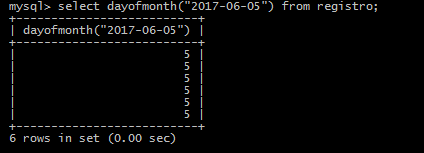 mysql> select dayofmonth("2017-06-05") from registro;
+--------------------------+
| dayofmonth("2017-06-05") |
+--------------------------+
|                        5 |
|                        5 |
|                        5 |
|                        5 |
|                        5 |
|                        5 |
+--------------------------+
6 rows in set (0.00 sec)